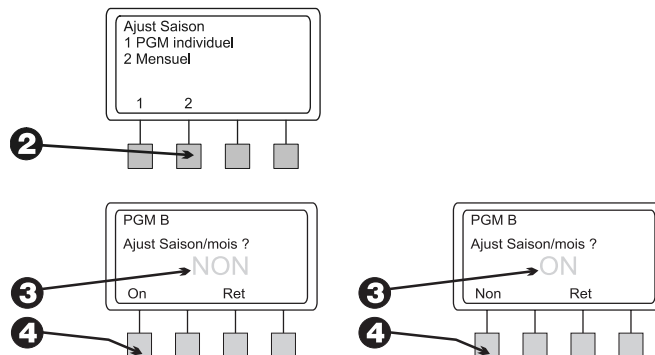 Ajust Saison
1 PGM individuel
2 Mensuel
1 2
2
PGM B
Ajust Saison/mois ?
NON
3
On Ret
4
PGM B
Ajust Saison/mois ?
ON
3
Non Ret
4